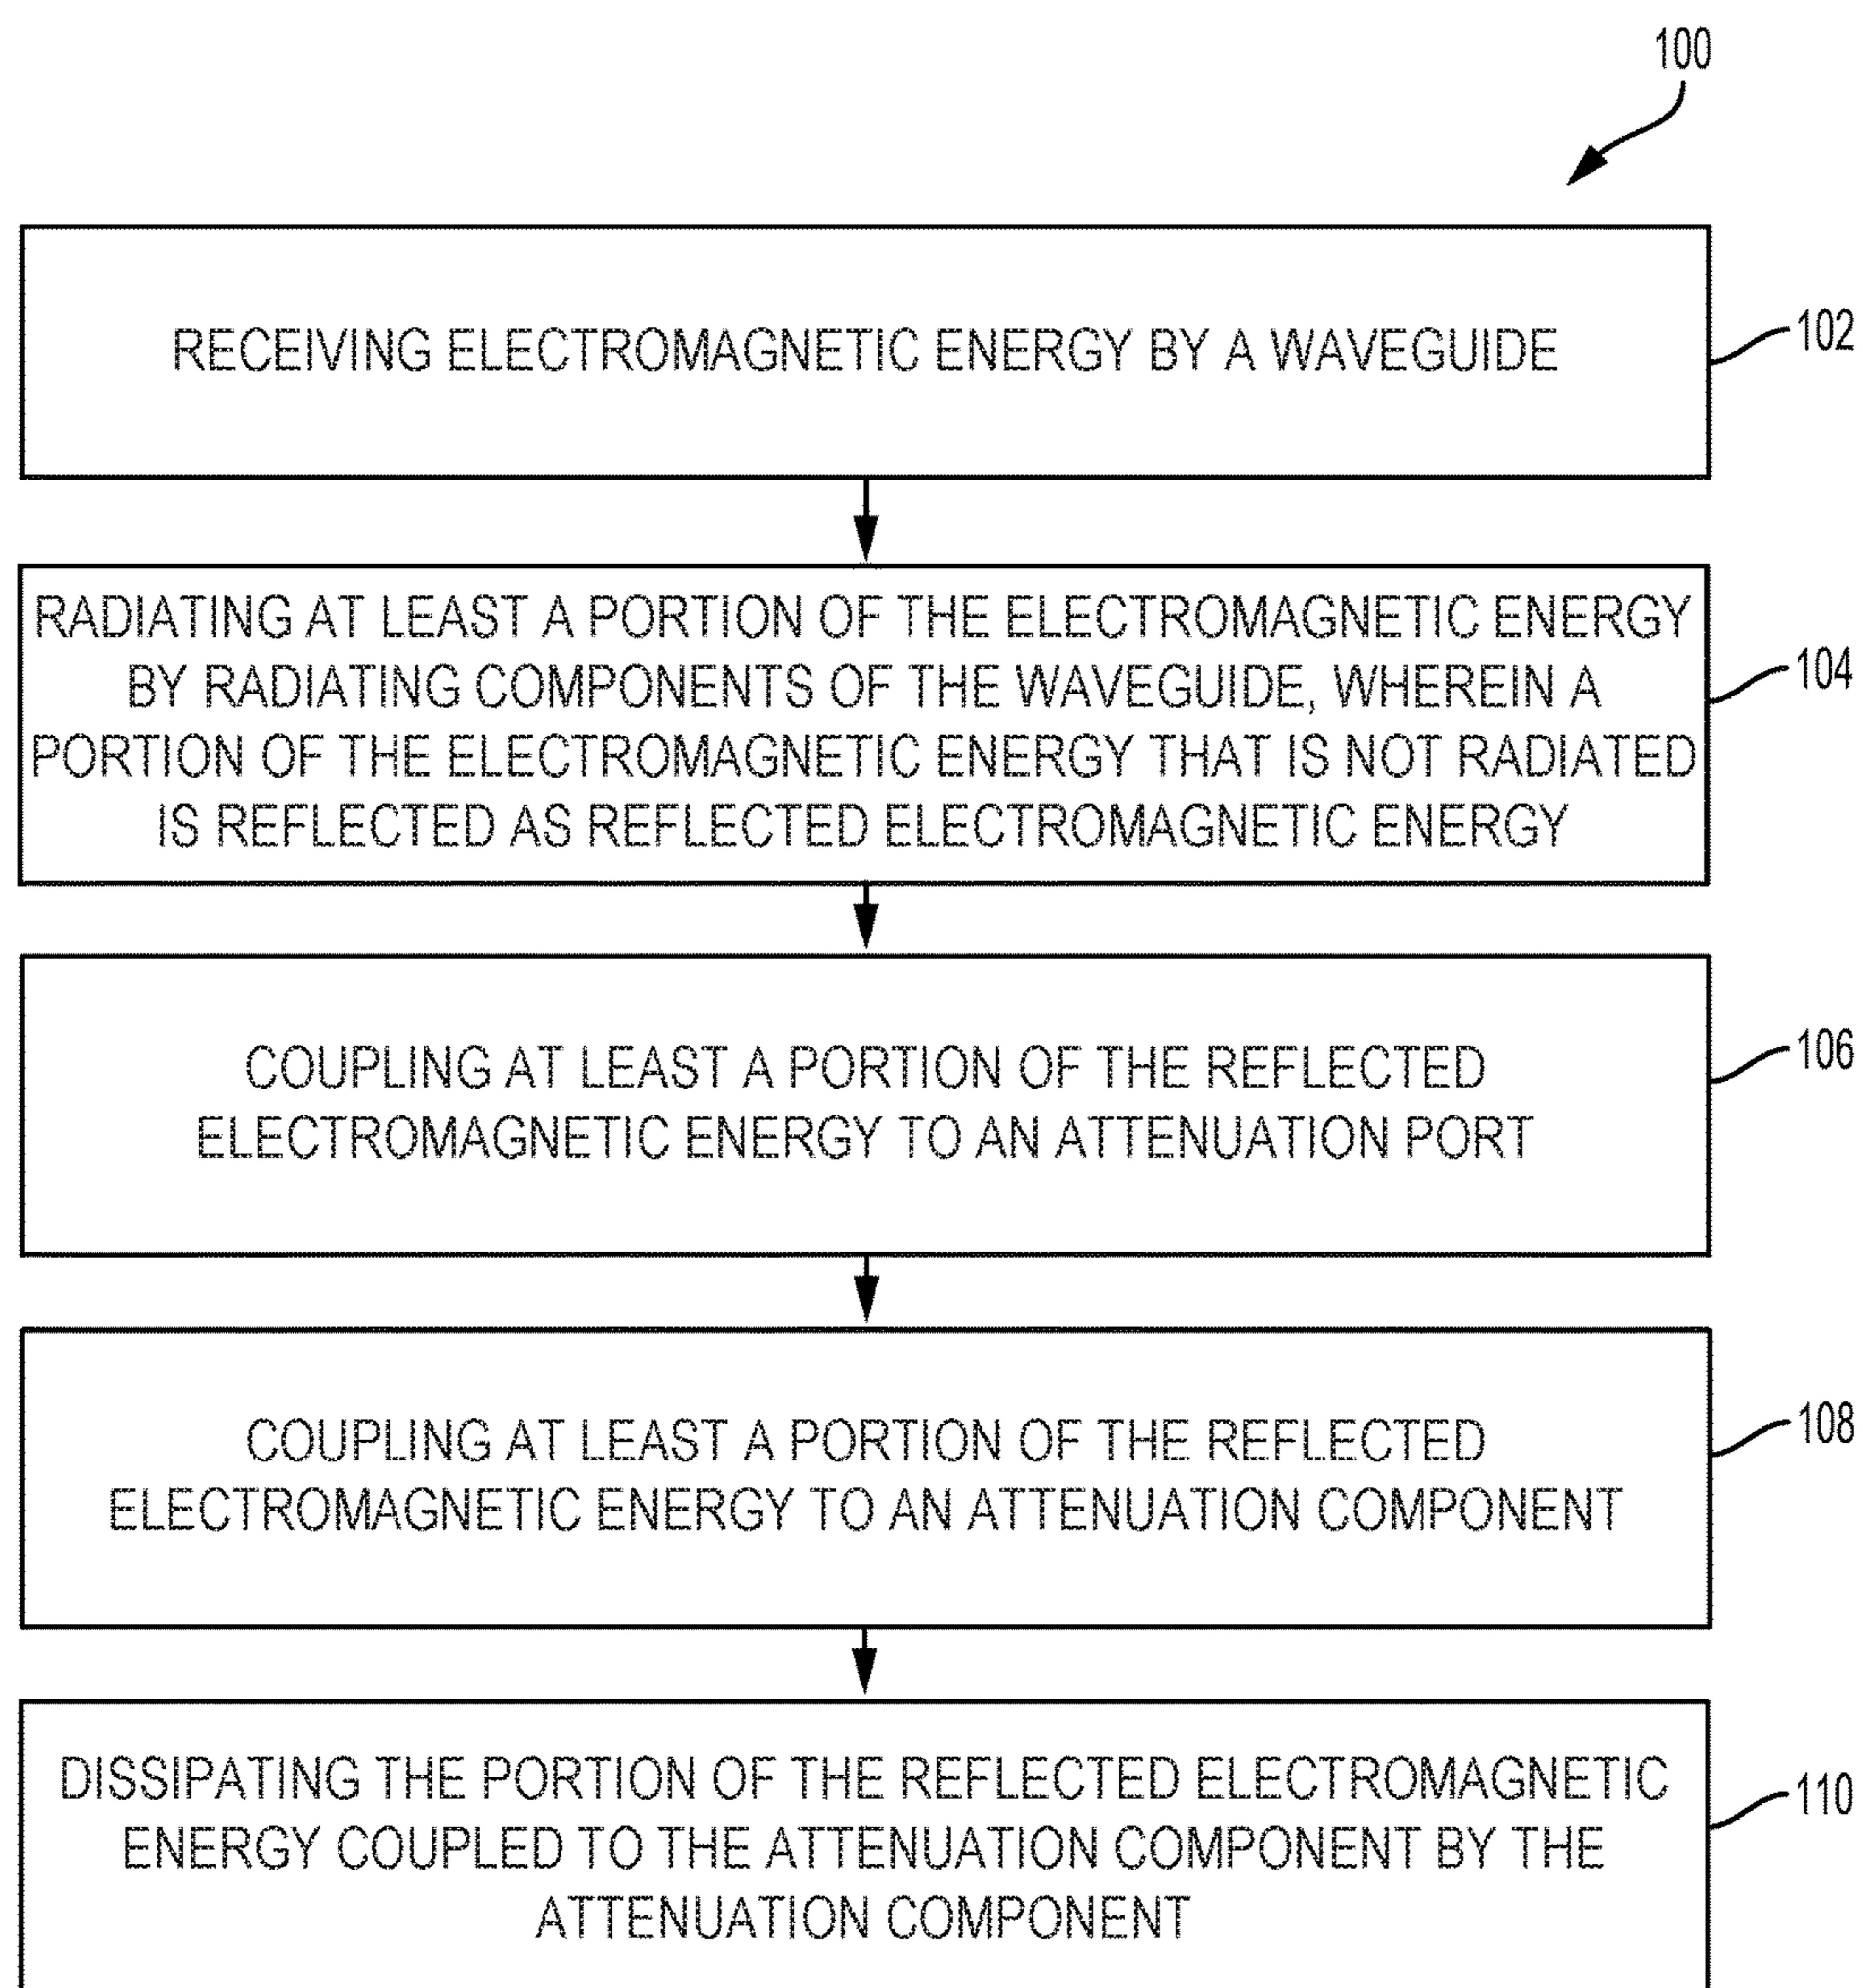 100
RECEIVING ELECTROMAGNETIC ENERGY BY A WAVEGUIDE
102
RADIATING AT LEAST A PORTION OF THE ELECTROMAGNETIC ENERGY
BY RADIATING COMPONENTS OF THE WAVEGUIDE, WHEREIN A
PORTION OF THE ELECTROMAGNETIC ENERGY THAT IS NOT RADIATED
IS REFLECTED AS REFLECTED ELECTROMAGNETIC ENERGY
104
COUPLING AT LEAST A PORTION OF THE REFLECTED
ELECTROMAGNETIC ENERGY TO AN ATTENUATION PORT
106
COUPLING AT LEAST A PORTION OF THE REFLECTED
ELECTROMAGNETIC ENERGY TO AN ATTENUATION COMPONENT
108
DISSIPATING THE PORTION OF THE REFLECTED ELECTROMAGNETIC
ENERGY COUPLED TO THE ATTENUATION COMPONENT BY THE
ATTENUATION COMPONENT
110